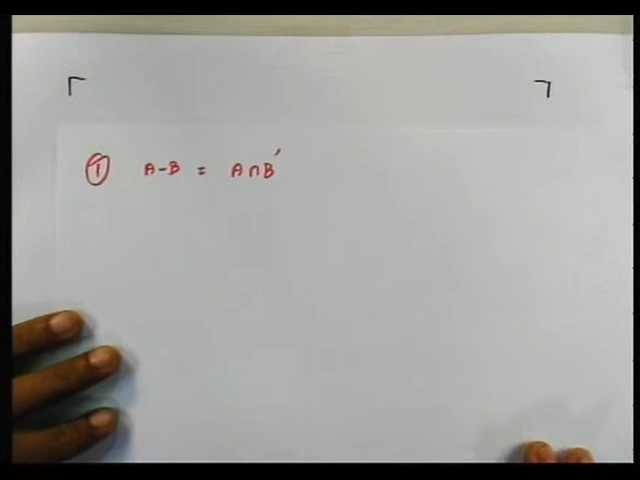 ① A-B = A∩B'